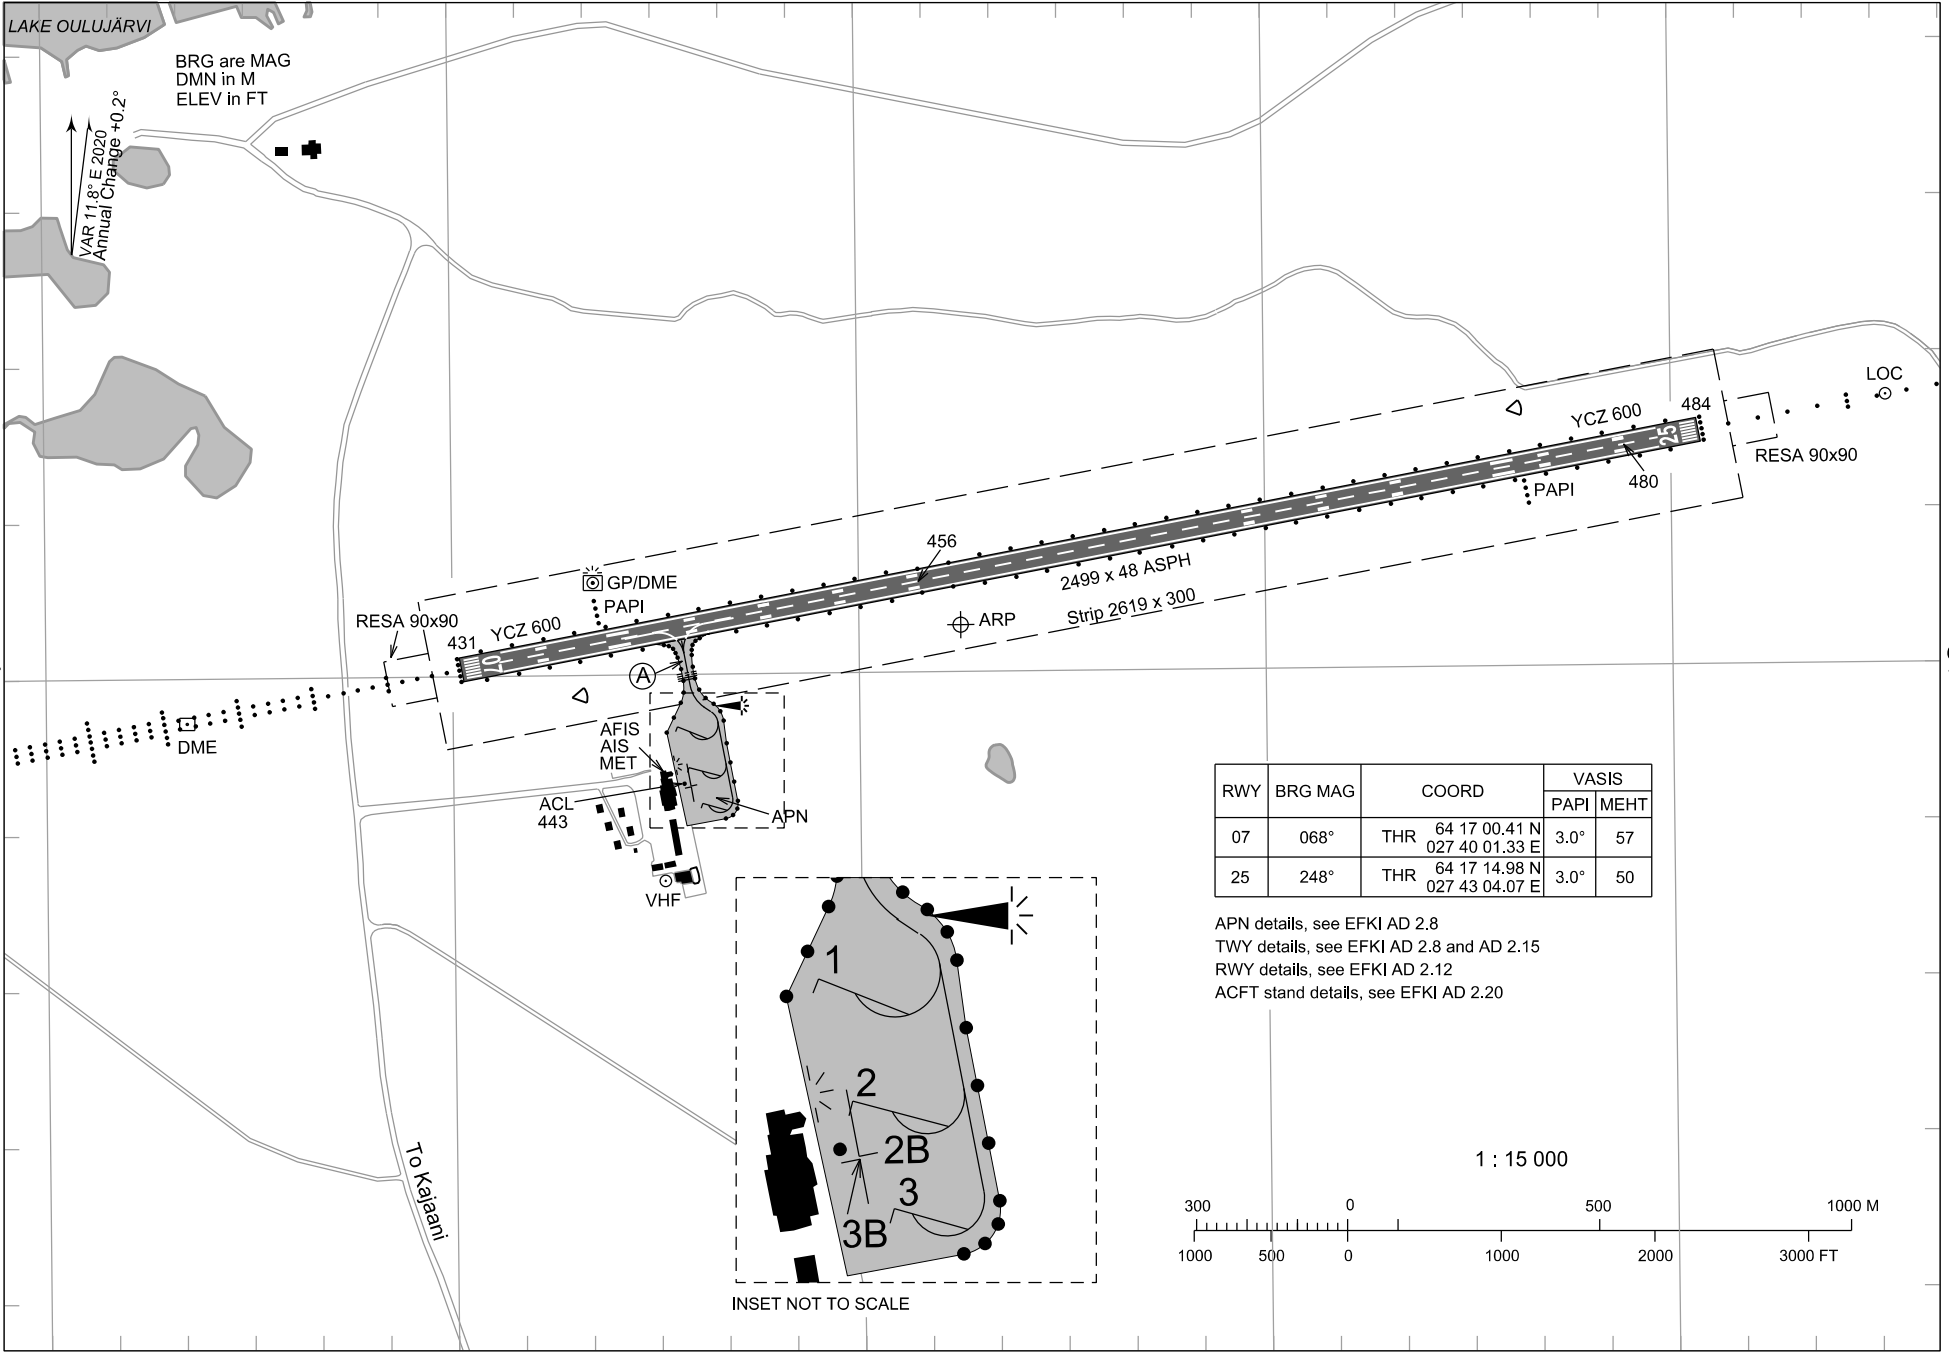 LAKE OULUJÄRVI
BRG are MAG
DMN in M
ELEV in FT
VAR 11.8° E 2020
Annual Change +0.2°
LOC
484
YCZ 600
25
RESA 90x90
480
PAPI
456
2499 x 48 ASPH
Strip 2619 x 300
ARP
GP/DME
PAPI
RESA 90x90
YCZ 600
431
07
A
DME
AFIS
AIS
MET
ACL
443
APN
VHF
RWY BRG MAG COORD VASIS
PAPI MEHT
07 068° THR 64 17 00.41 N 3.0° 57
027 40 01.33 E
25 248° THR 64 17 14.98 N 3.0° 50
027 43 04.07 E
APN details, see EFKI AD 2.8
TWY details, see EFKI AD 2.8 and AD 2.15
RWY details, see EFKI AD 2.12
ACFT stand details, see EFKI AD 2.20
1
2
2B
3
3B
To Kajaani
INSET NOT TO SCALE
1 : 15 000
300 0 500 1000 M
1000 500 0 1000 2000 3000 FT